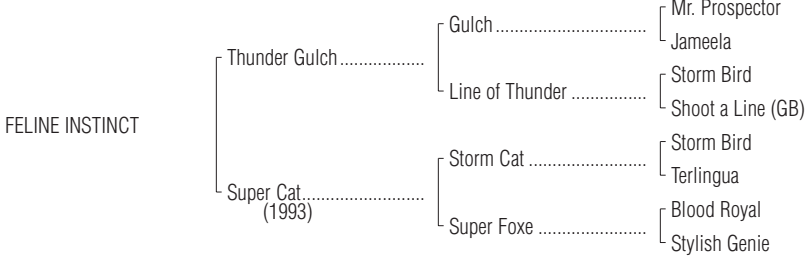 Mr. Prospector
Gulch..............................
Jameela
Thunder Gulch.................
Storm Bird
Line of Thunder...............
Shoot a Line (GB)
FELINE INSTINCT
Storm Bird
Storm Cat........................
Terlingua
Super Cat........................
(1993)
Blood Royal
Super Foxe......................
Stylish Genie